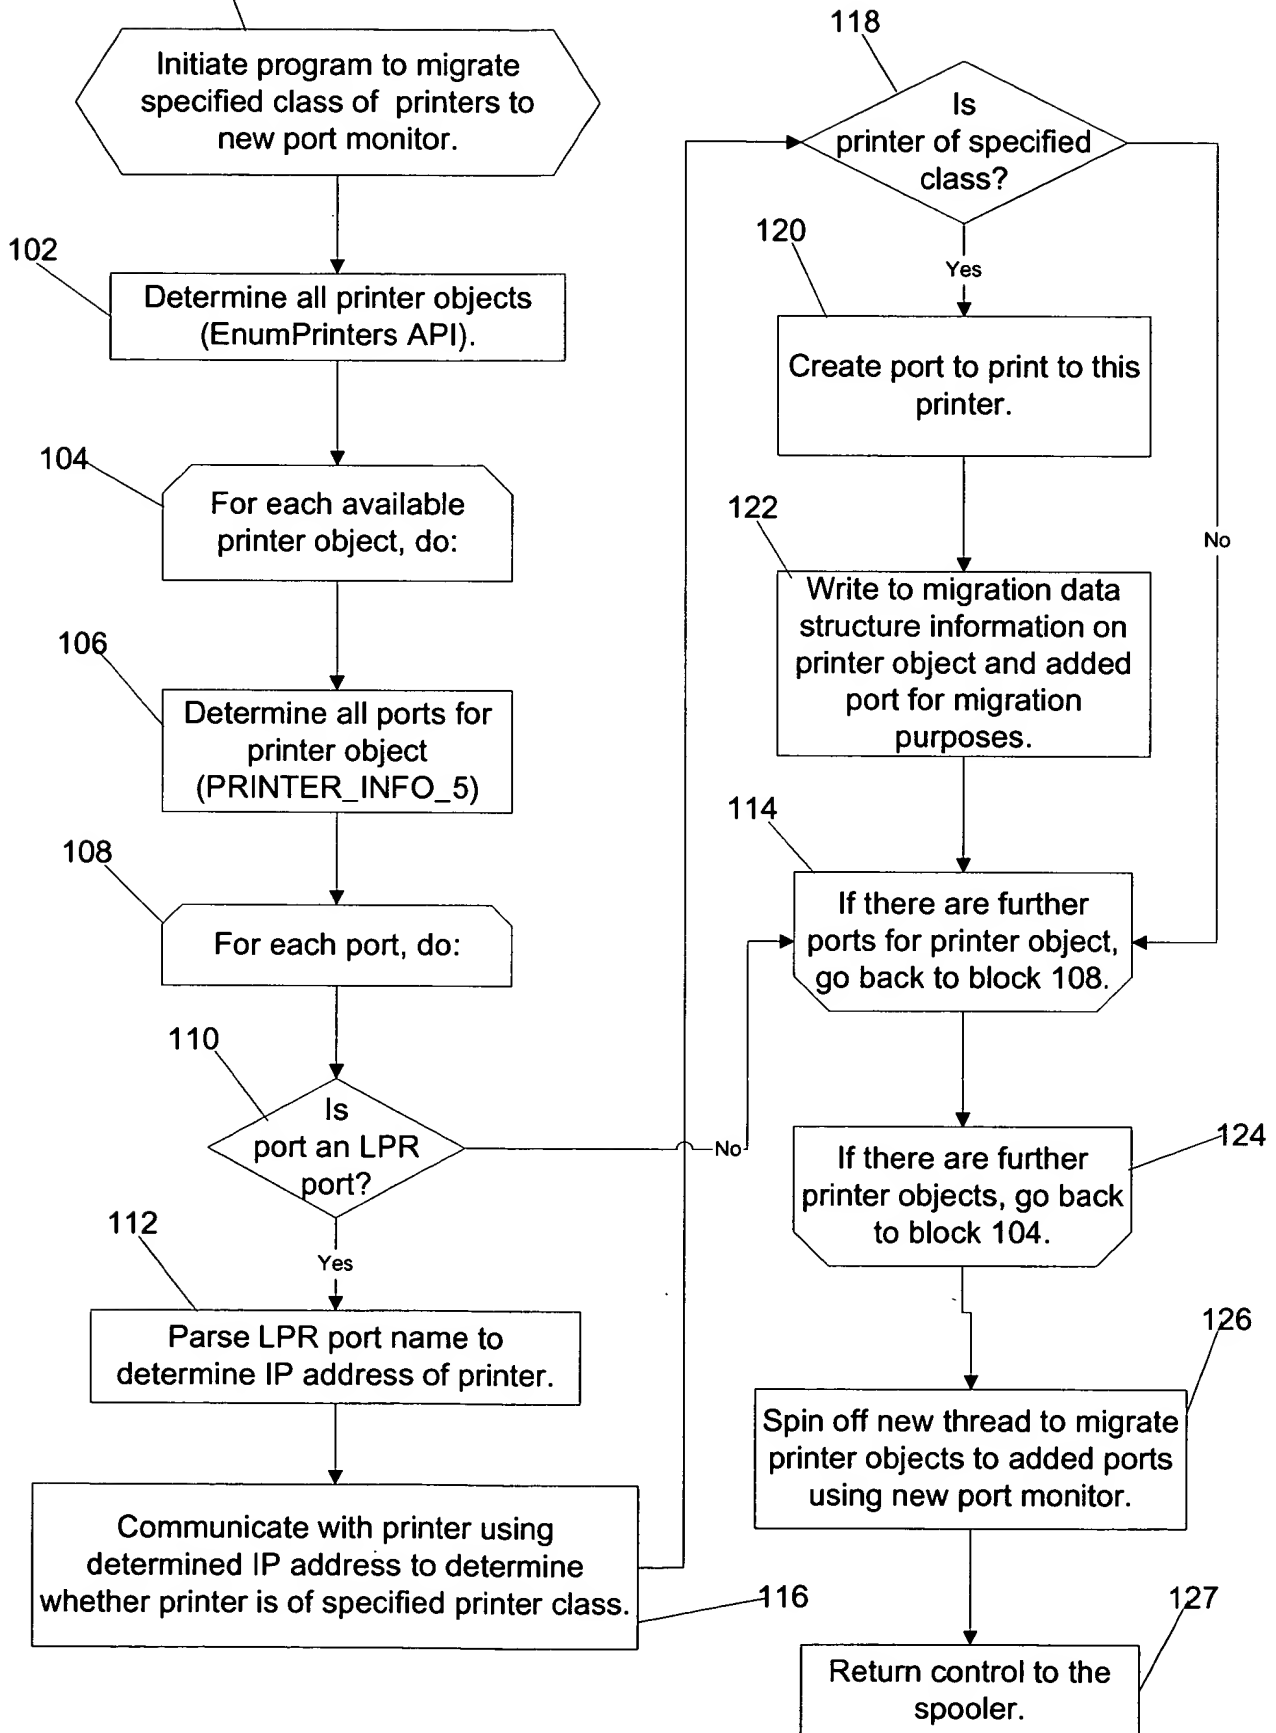 Initiate program to migrate
specified class of printers to
new port monitor.
102
Determine all printer objects
(EnumPrinters API).
104
For each available
printer object, do:
106
Determine all ports for
printer object
(PRINTER_INFO_5)
108
For each port, do:
110
Is
port an LPR
port?
No
Yes
112
Parse LPR port name to
determine IP address of printer.
Communicate with printer using
determined IP address to determine
whether printer is of specified printer class.
116
118
Is
printer of specified
class?
Yes
No
120
Create port to print to this
printer.
122
Write to migration data
structure information on
printer object and added
port for migration
purposes.
114
If there are further
ports for printer object,
go back to block 108.
124
If there are further
printer objects, go back
to block 104.
126
Spin off new thread to migrate
printer objects to added ports
using new port monitor.
127
Return control to the
spooler.